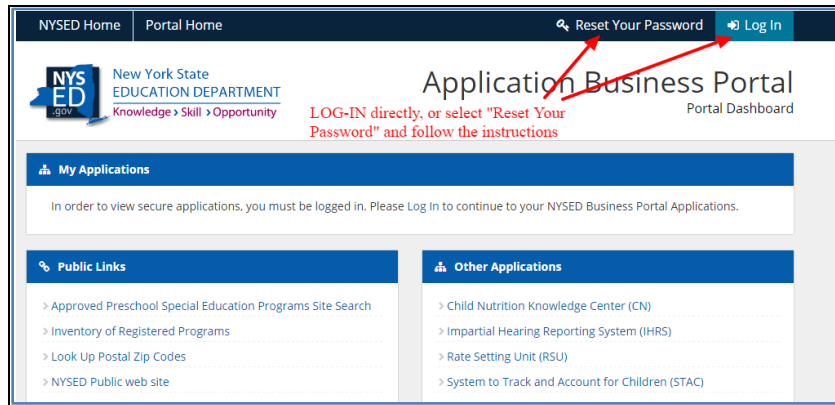 NYSED Home Portal Home Reset Your Password Log In
NYS
ED
.gov
New York State
EDUCATION DEPARTMENT
Knowledge > Skill > Opportunity
Application Business Portal
Portal Dashboard
LOG-IN directly, or select "Reset Your
Password" and follow the instructions
My Applications
In order to view secure applications, you must be logged in. Please Log In to continue to your NYSED Business Portal Applications.
Public Links
> Approved Preschool Special Education Programs Site Search
> Inventory of Registered Programs
> Look Up Postal Zip Codes
> NYSED Public web site
Other Applications
> Child Nutrition Knowledge Center (CN)
> Impartial Hearing Reporting System (IHRS)
> Rate Setting Unit (RSU)
> System to Track and Account for Children (STAC)